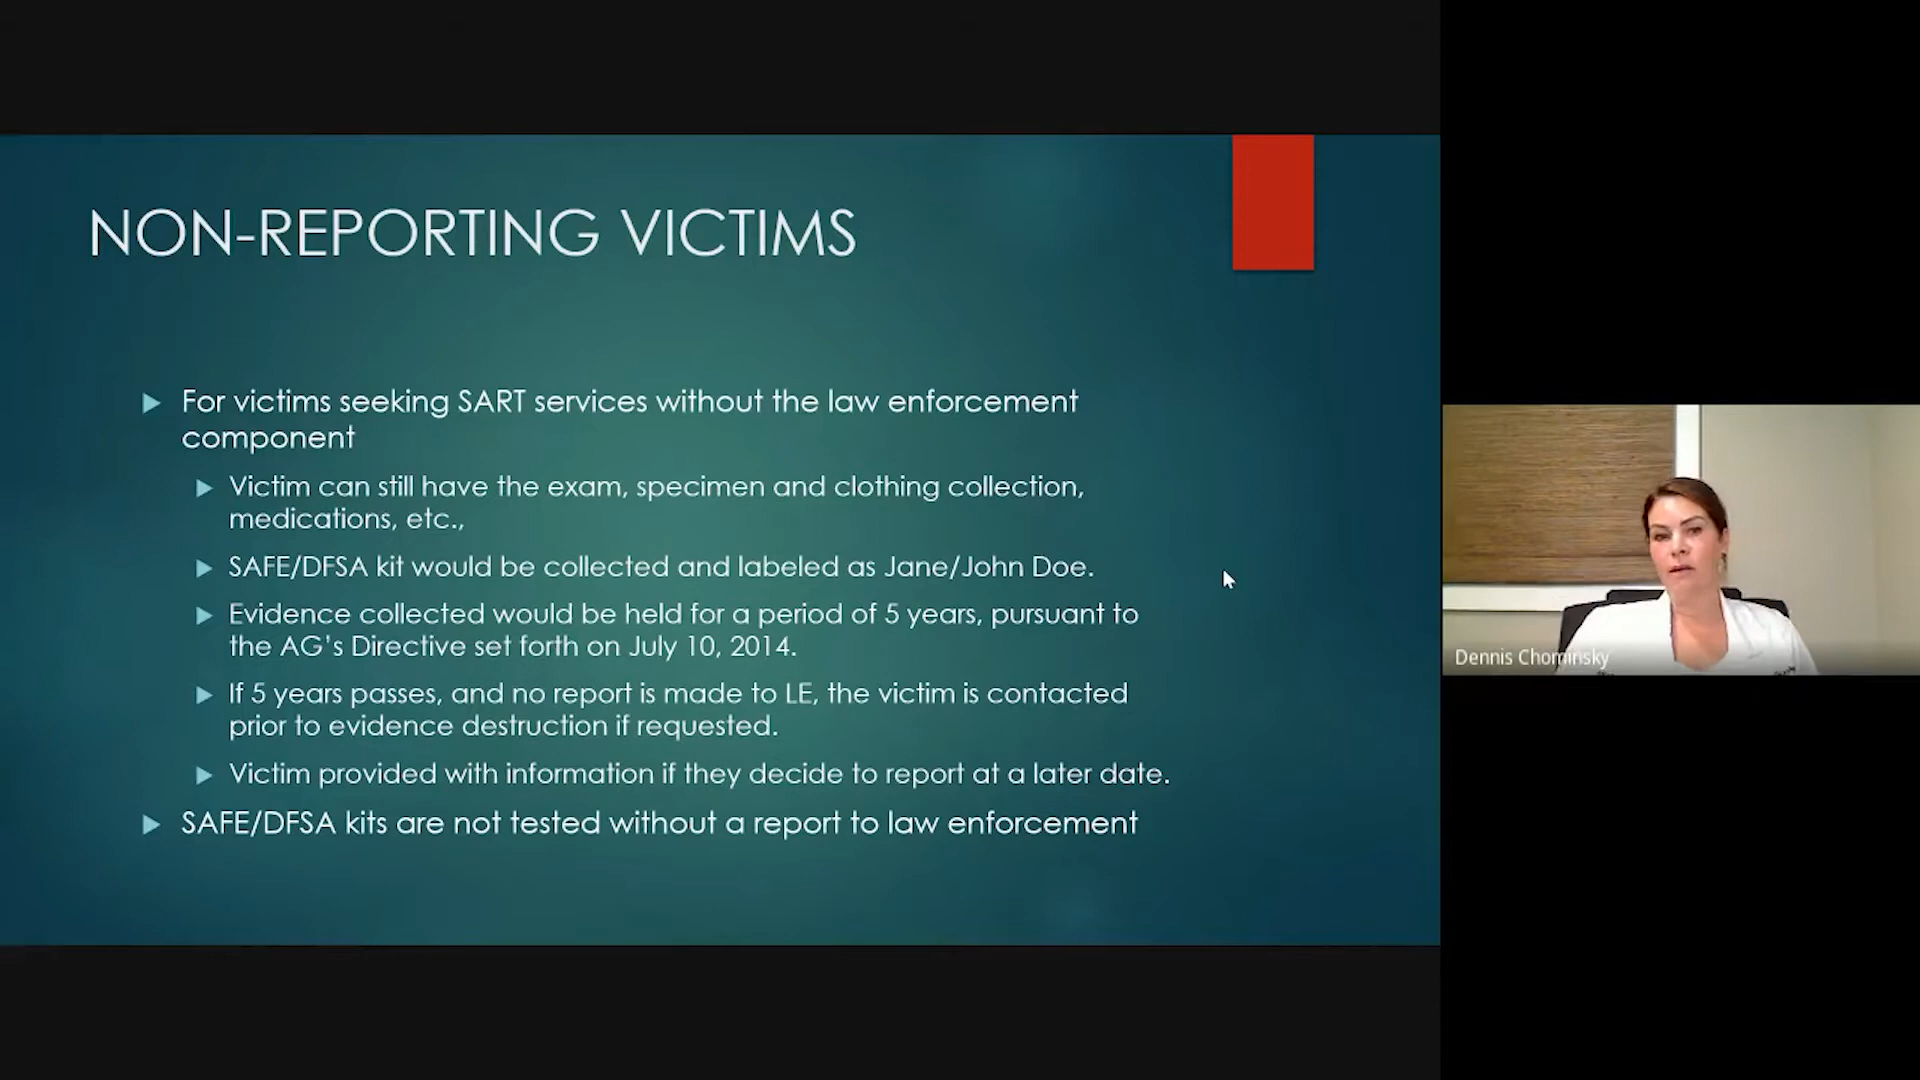 NON-REPORTING VICTIMS
For victims seeking SART services without the law enforcement
component
Victim can still have the exam, specimen and clothing collection,
medications, etc.,
SAFE/DFSA kit would be collected and labeled as Jane/John Doe.
Evidence collected would be held for a period of 5 years, pursuant to
the AG's Directive set forth on July 10, 2014.
If 5 years passes, and no report is made to LE, the victim is contacted
prior to evidence destruction if requested.
Victim provided with information if they decide to report at a later date.
SAFE/DFSA kits are not tested without a report to law enforcement
Dennis Chominsky